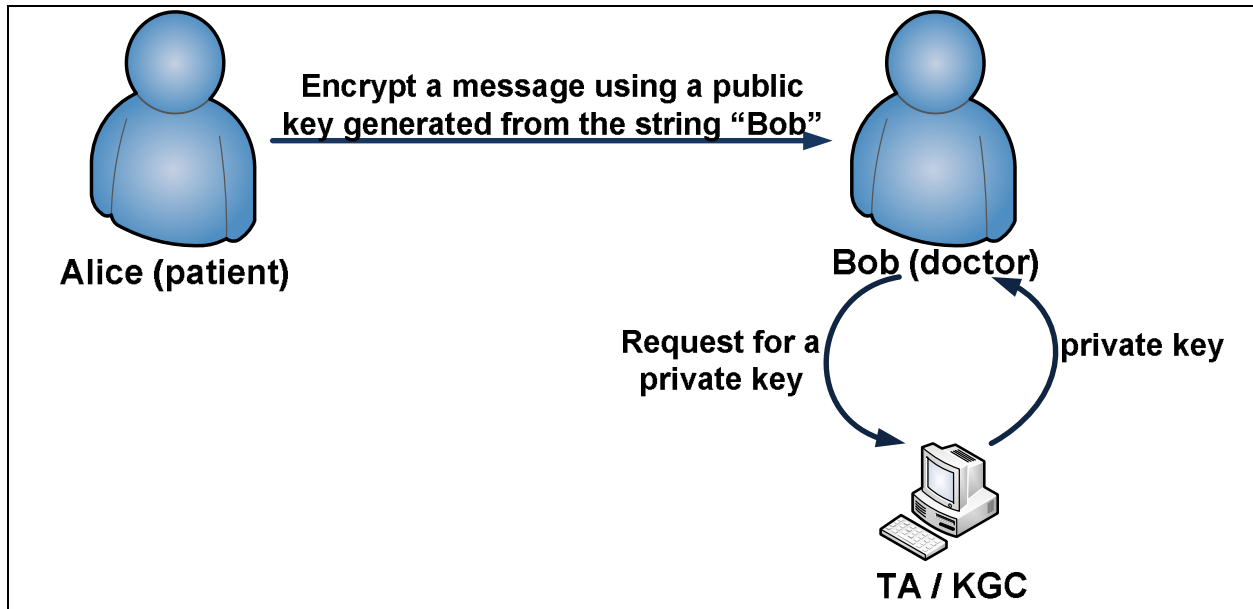 Encrypt a message using a public
key generated from the string “Bob”
Alice (patient)
Bob (doctor)
Request for a
private key
private key
TA / KGC